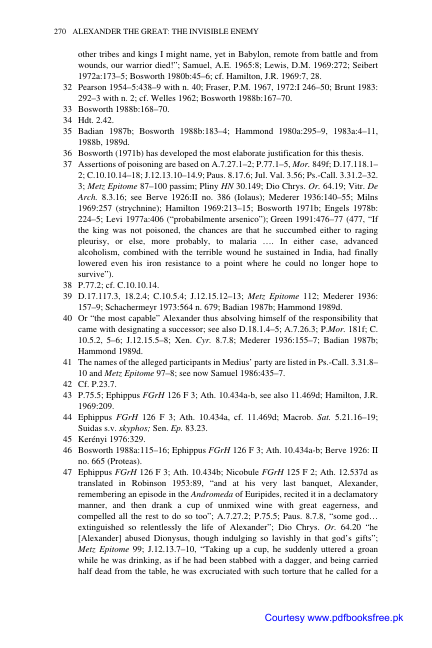 270 ALEXANDER THE GREAT: THE INVISIBLE ENEMY
other tribes and kings I might name, yet in Babylon, remote from battle and from
wounds, our warrior died!”; Samuel, A.E. 1965:8; Lewis, D.M. 1969:272; Seibert
1972a:173–5; Bosworth 1980b:45–6; cf. Hamilton, J.R. 1969:7, 28.
32 Pearson 1954–5:438–9 with n. 40; Fraser, P.M. 1967, 1972:I 246–50; Brunt 1983:
292–3 with n. 2; cf. Welles 1962; Bosworth 1988b:167–70.
33 Bosworth 1988b:168–70.
34 Hdt. 2.42.
35 Badian 1987b; Bosworth 1988b:183–4; Hammond 1980a:295–9, 1983a:4–11,
1988b, 1989d.
36 Bosworth (1971b) has developed the most elaborate justification for this thesis.
37 Assertions of poisoning are based on A.7.27.1–2; P.77.1–5, Mor. 849f; D.17.118.1–
2; C.10.10.14–18; J.12.13.10–14.9; Paus. 8.17.6; Jul. Val. 3.56; Ps.-Call. 3.31.2–32.
3; Metz Epitome 87–100 passim; Pliny HN 30.149; Dio Chrys. Or. 64.19; Vitr. De
Arch. 8.3.16; see Berve 1926:II no. 386 (Iolaus); Mederer 1936:140–55; Milns
1969:257 (strychnine); Hamilton 1969:213–15; Bosworth 1971b; Engels 1978b:
224–5; Levi 1977a:406 (“probabilmente arsenico”); Green 1991:476–77 (477, “If
the king was not poisoned, the chances are that he succumbed either to raging
pleurisy, or else, more probably, to malaria …. In either case, advanced
alcoholism, combined with the terrible wound he sustained in India, had finally
lowered even his iron resistance to a point where he could no longer hope to
survive”).
38 P.77.2; cf. C.10.10.14.
39 D.17.117.3, 18.2.4; C.10.5.4; J.12.15.12–13; Metz Epitome 112; Mederer 1936:
157–9; Schachermeyr 1973:564 n. 679; Badian 1987b; Hammond 1989d.
40 Or “the most capable” Alexander thus absolving himself of the responsibility that
came with designating a successor; see also D.18.1.4–5; A.7.26.3; P.Mor. 181f; C.
10.5.2, 5–6; J.12.15.5–8; Xen. Cyr. 8.7.8; Mederer 1936:155–7; Badian 1987b;
Hammond 1989d.
41 The names of the alleged participants in Medius’ party are listed in Ps.-Call. 3.31.8–
10 and Metz Epitome 97–8; see now Samuel 1986:435–7.
42 Cf. P.23.7.
43 P.75.5; Ephippus FGrH 126 F 3; Ath. 10.434a-b, see also 11.469d; Hamilton, J.R.
1969:209.
44 Ephippus FGrH 126 F 3; Ath. 10.434a, cf. 11.469d; Macrob. Sat. 5.21.16–19;
Suidas s.v. skyphos; Sen. Ep. 83.23.
45 Kerényi 1976:329.
46 Bosworth 1988a:115–16; Ephippus FGrH 126 F 3; Ath. 10.434a-b; Berve 1926: II
no. 665 (Proteas).
47 Ephippus FGrH 126 F 3; Ath. 10.434b; Nicobule FGrH 125 F 2; Ath. 12.537d as
translated in Robinson 1953:89, “and at his very last banquet, Alexander,
remembering an episode in the Andromeda of Euripides, recited it in a declamatory
manner, and then drank a cup of unmixed wine with great eagerness, and
compelled all the rest to do so too”; A.7.27.2; P.75.5; Paus. 8.7.8, “some god…
extinguished so relentlessly the life of Alexander”; Dio Chrys. Or. 64.20 “he
[Alexander] abused Dionysus, though indulging so lavishly in that god’s gifts”;
Metz Epitome 99; J.12.13.7–10, “Taking up a cup, he suddenly uttered a groan
while he was drinking, as if he had been stabbed with a dagger, and being carried
half dead from the table, he was excruciated with such torture that he called for a
Courtesy www.pdfbooksfree.pk